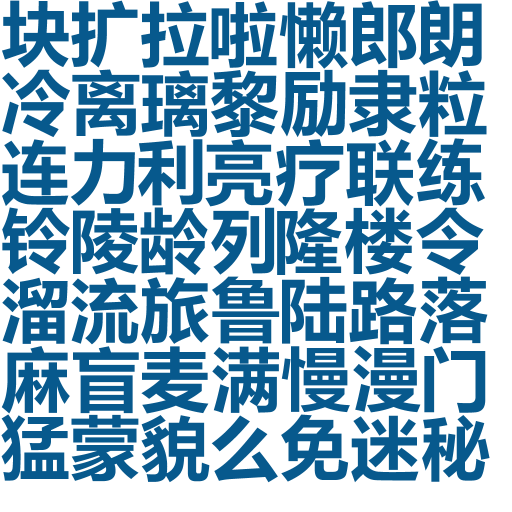 块扩拉啦懒郎朗
冷离璃黎励隶粒
连力利亮疗联练
铃陵龄列隆楼令
溜流旅鲁陆路落
麻盲麦满慢漫门
猛蒙貌么免迷秘